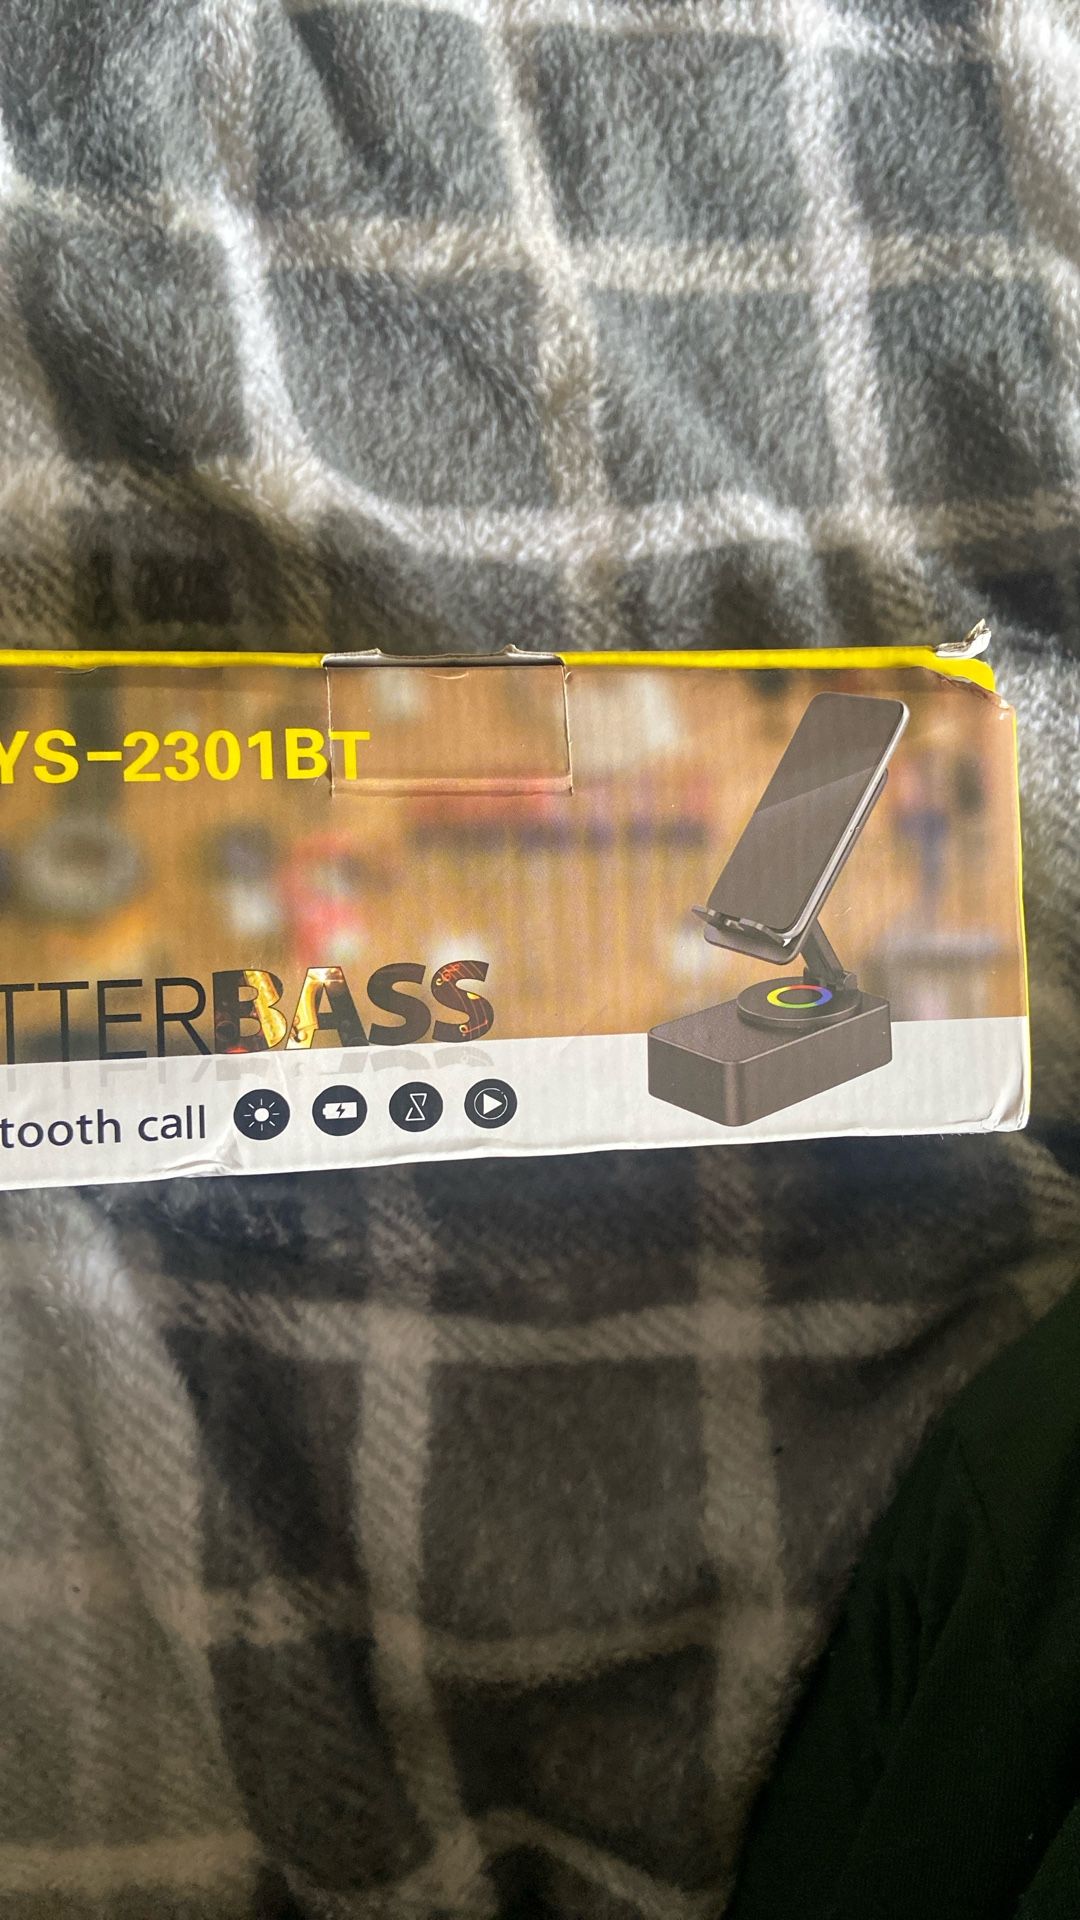 YS-2301BT
TTERBASS
tooth call